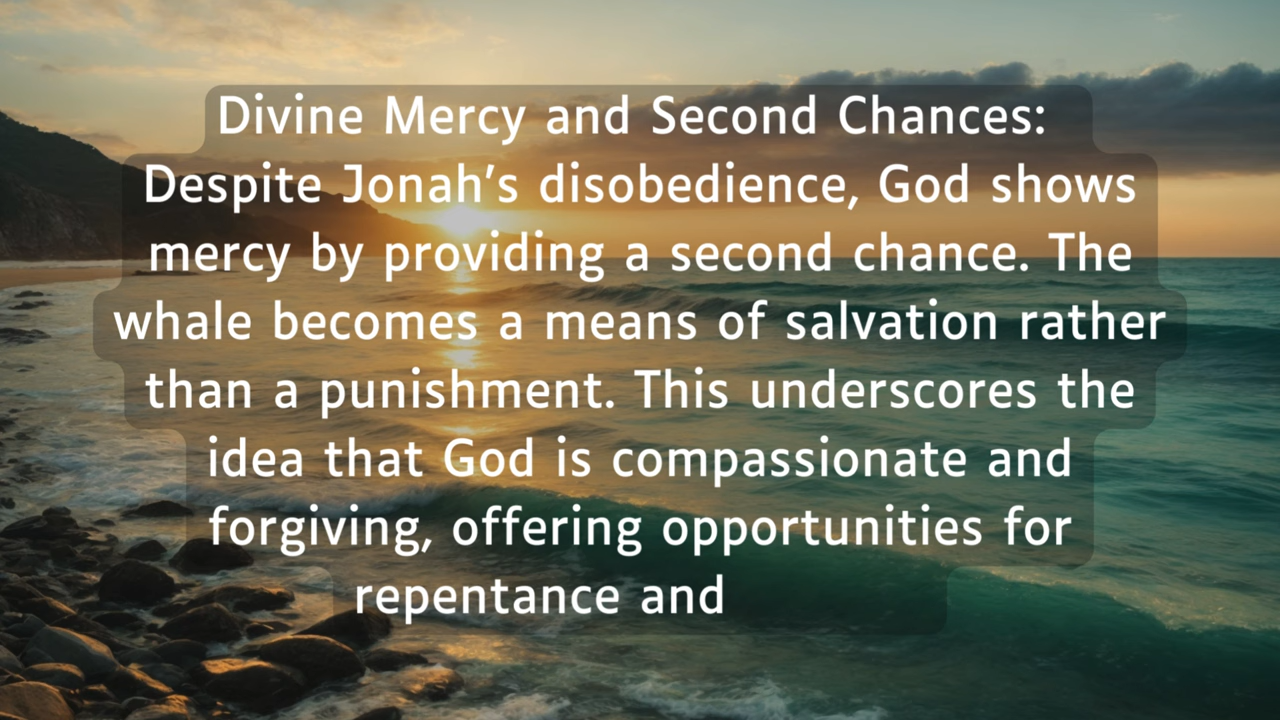 Divine Mercy and Second Chances:
Despite Jonah's disobedience, God shows
mercy by providing a second chance. The
whale becomes a means of salvation rather
than a punishment. This underscores the
idea that God is compassionate and
forgiving, offering opportunities for
repentance and